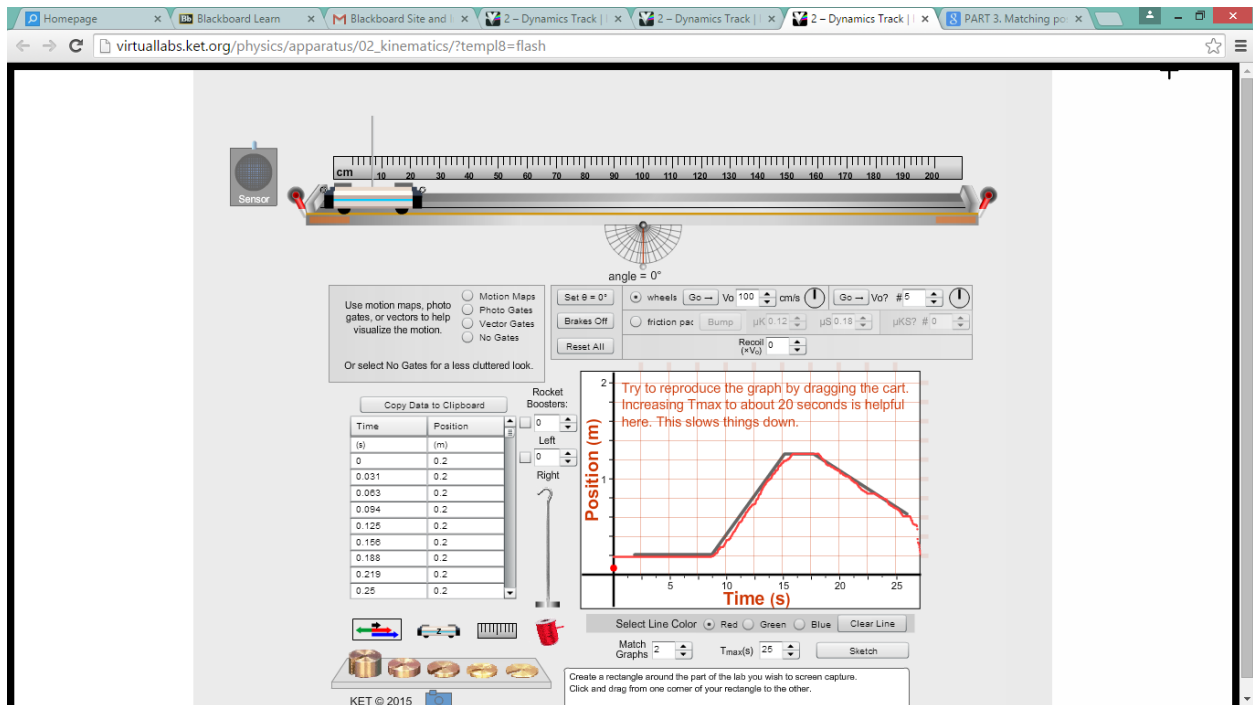 Homepage
Blackboard Learn
Blackboard Site and I
2 – Dynamics Track |
2 – Dynamics Track |
2 – Dynamics Track |
PART 3. Matching po
virtuallabs.ket.org/physics/apparatus/02_kinematics/?templ8=flash
Sensor
cm 10 20 30 40 50 60 70 80 90 100 110 120 130 140 150 160 170 180 190 200
angle = 0°
Use motion maps, photo
gates, or vectors to help
visualize the motion.
Or select No Gates for a less cluttered look.
Motion Maps
Photo Gates
Vector Gates
No Gates
Set θ = 0°
Brakes Off
Reset All
wheels Go → Vo 100 cm/s Go → Vo? # 5
friction pac Bump μK 0.12 μS 0.18 μKS? # 0
Recoil 0
(×Vo)
Copy Data to Clipboard
Time Position
(s) (m)
0 0.2
0.031 0.2
0.063 0.2
0.094 0.2
0.125 0.2
0.156 0.2
0.188 0.2
0.219 0.2
0.25 0.2
Rocket
Boosters:
0
Left
0
Right
Try to reproduce the graph by dragging the cart.
Increasing Tmax to about 20 seconds is helpful
here. This slows things down.
Position (m)
2
1
5 10 15 20 25
Time (s)
Select Line Color Red Green Blue Clear Line
Match
Graphs 2 Tmax(s) 25 Sketch
Create a rectangle around the part of the lab you wish to screen capture.
Click and drag from one corner of your rectangle to the other.
KET © 2015